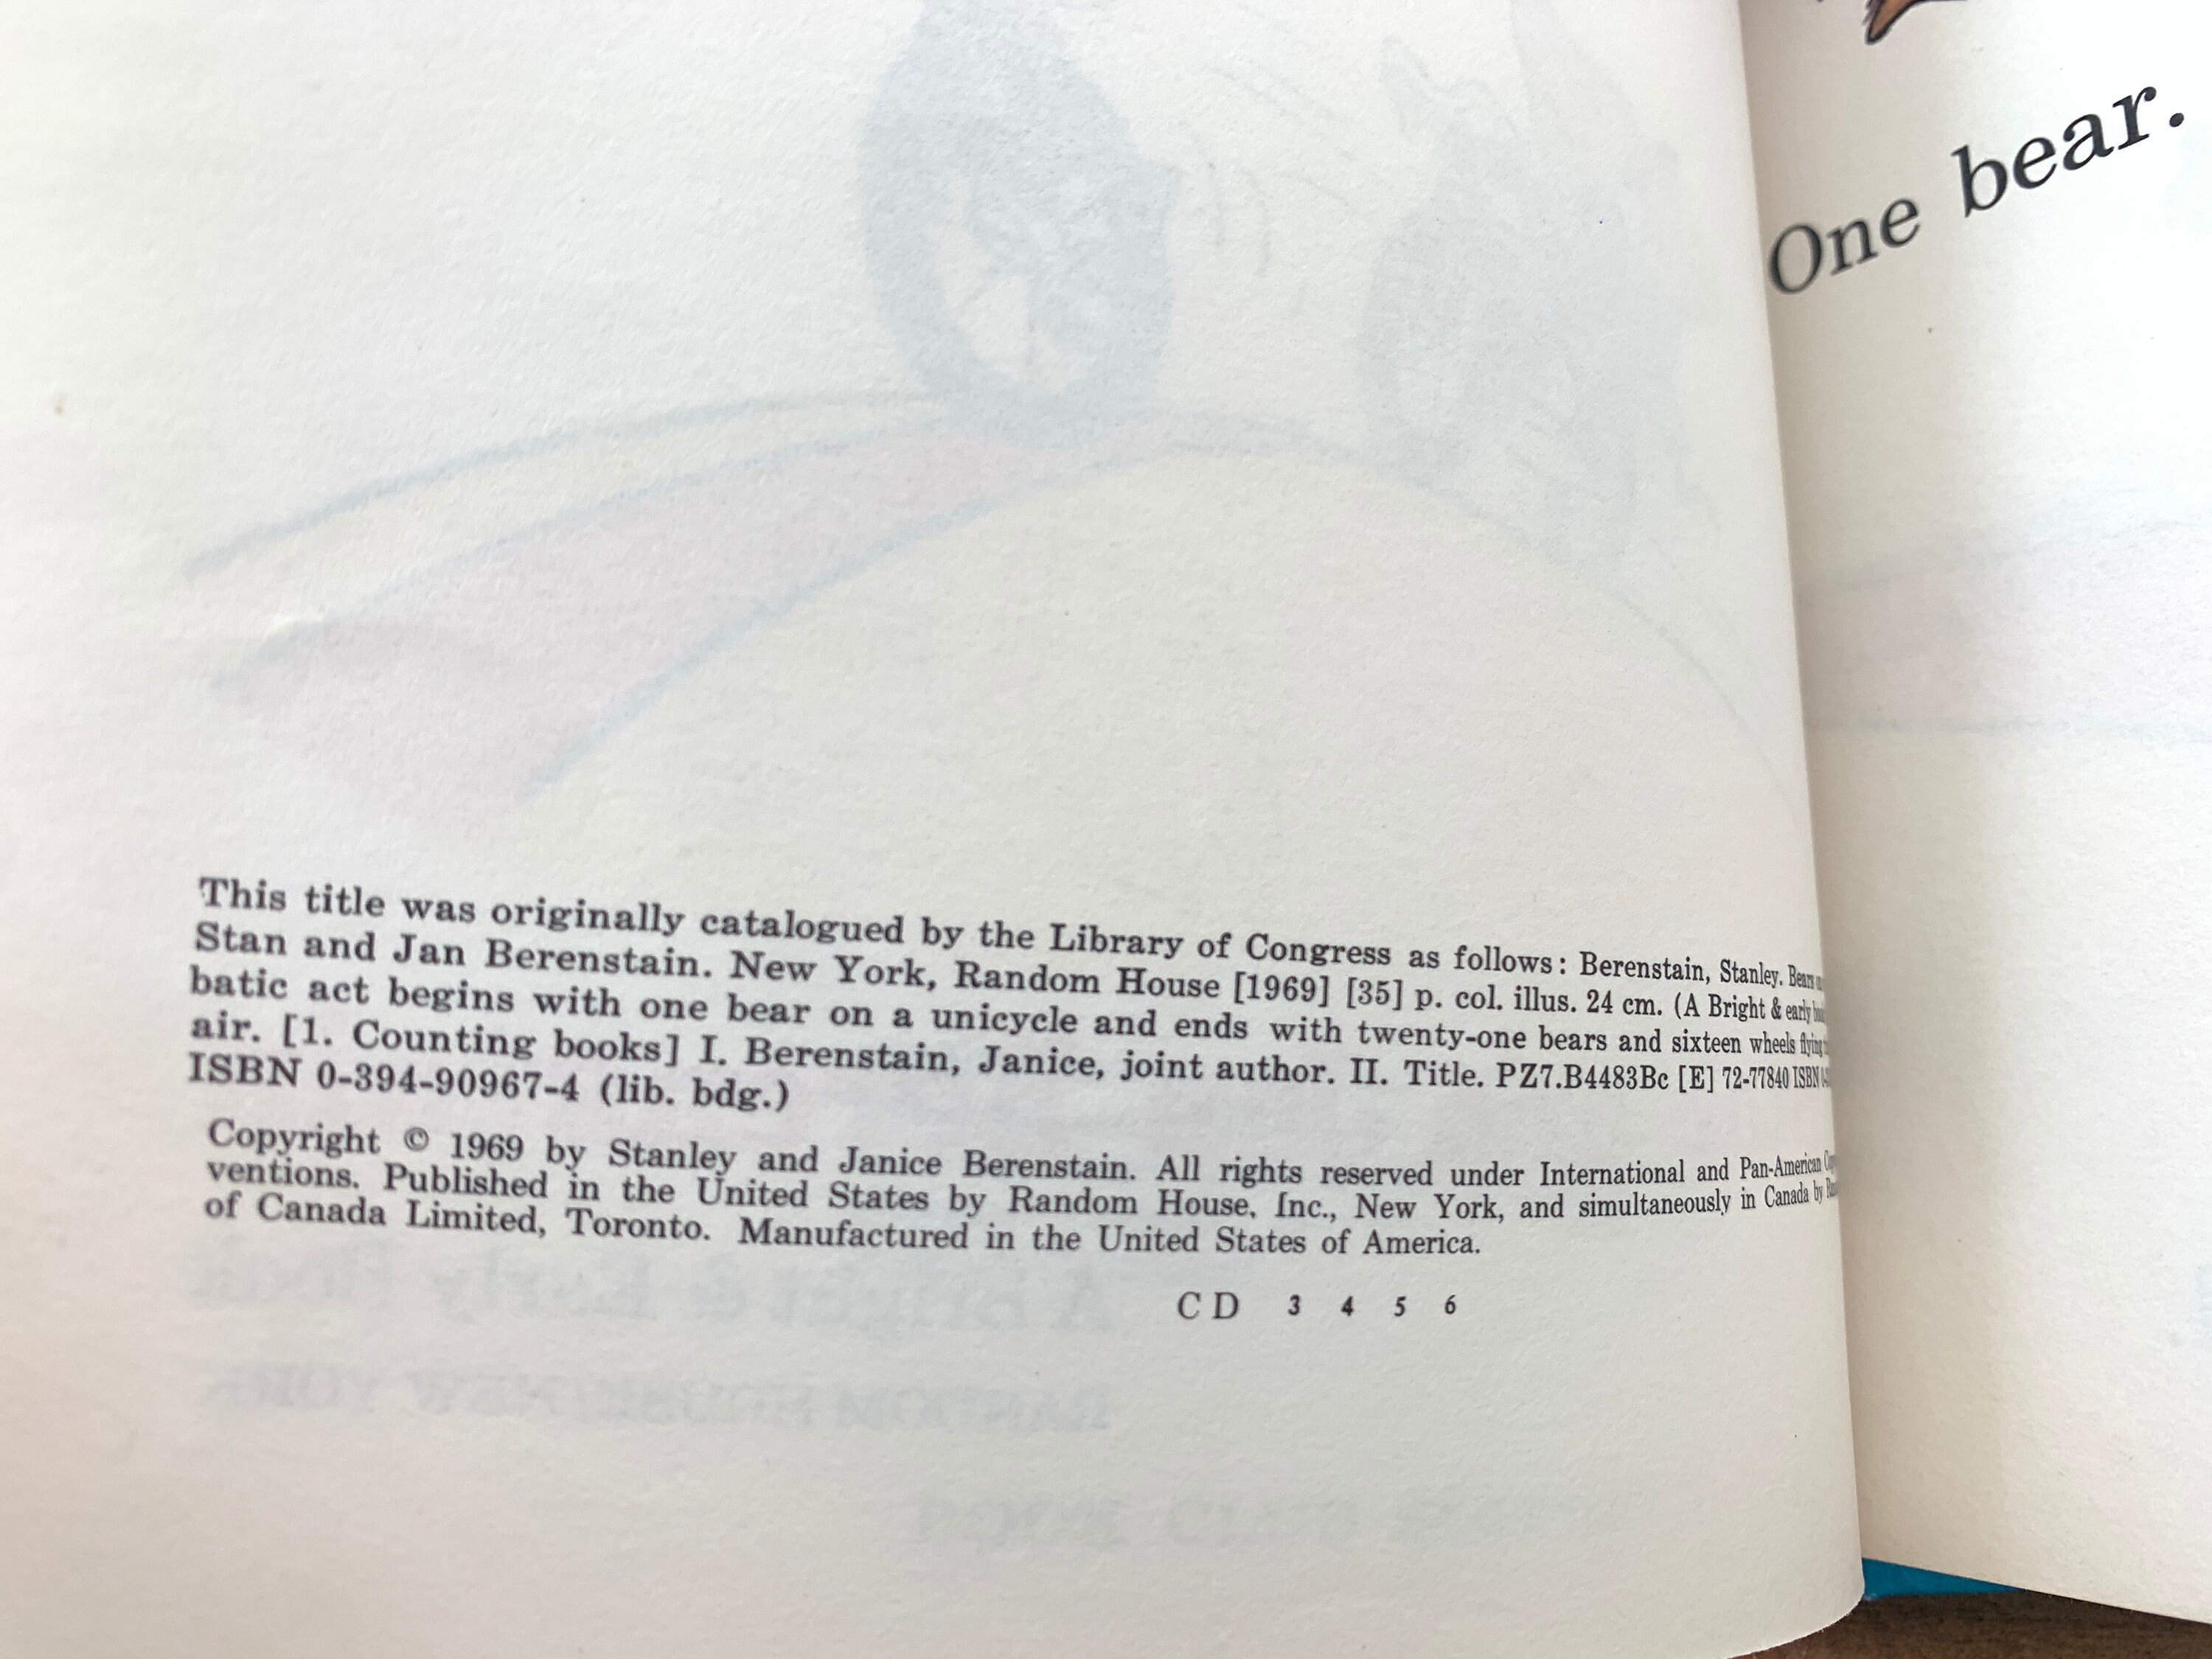 One bear.
This title was originally catalogued by the Library of Congress as follows: Berenstain, Stanley. Bears
Stan and Jan Berenstain. New York, Random House [1969] [35] p. col. illus. 24 cm. (A Bright & early
batic act begins with one bear on a unicycle and ends with twenty-one bears and sixteen wheels flying
air. [1. Counting books] I. Berenstain, Janice, joint author. II. Title. PZ7.B4483Bc [E] 72-77840 ISBN
ISBN 0-394-90967-4 (lib. bdg.)
Copyright © 1969 by Stanley and Janice Berenstain. All rights reserved under International and Pan-American
ventions. Published in the United States by Random House, Inc., New York, and simultaneously in Canada by
of Canada Limited, Toronto. Manufactured in the United States of America.
C D 3 4 5 6